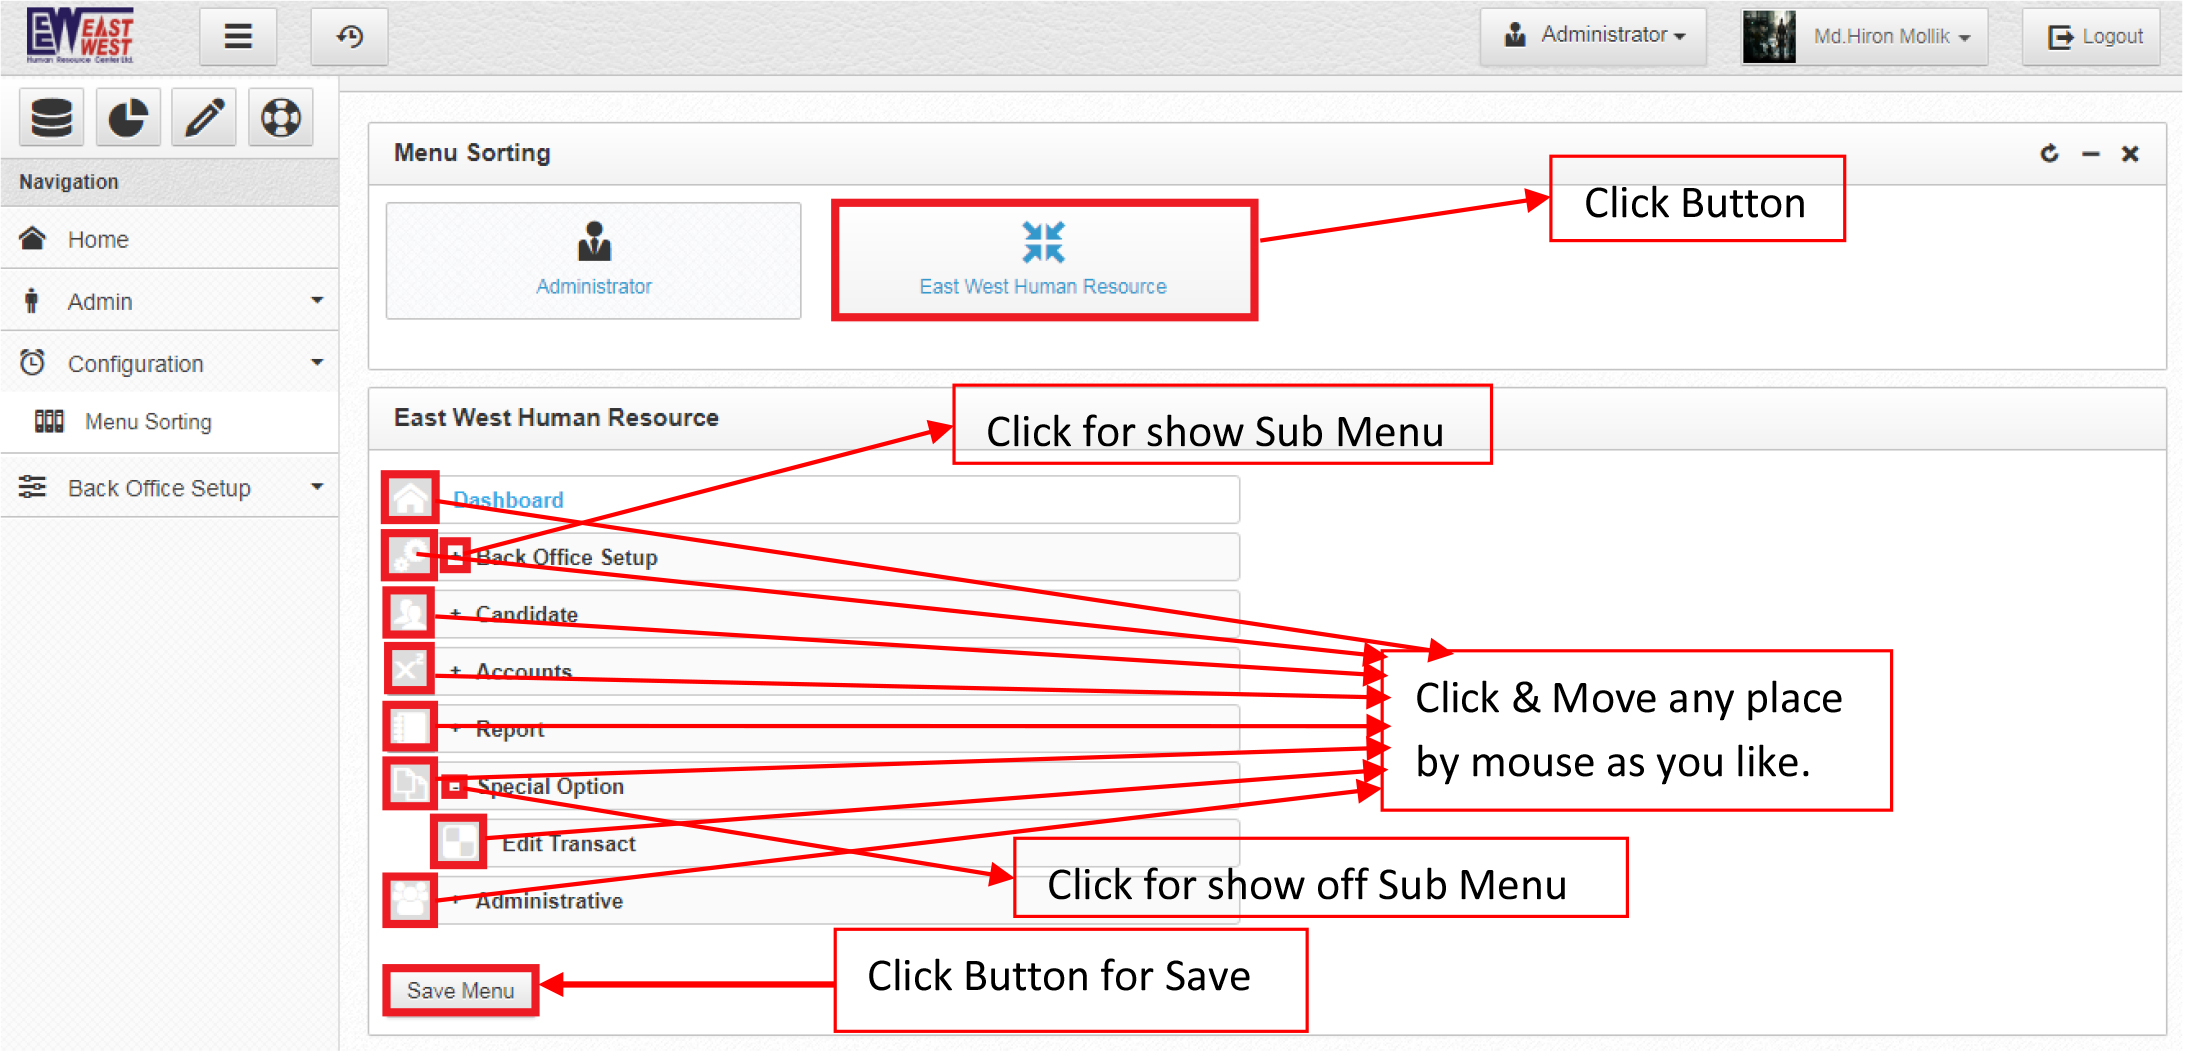 EW EAST
WEST
Human Resource Center Ltd.
Administrator
Md.Hiron Mollik
Logout
Navigation
Home
Admin
Configuration
Menu Sorting
Back Office Setup
Menu Sorting
Click Button
Administrator
East West Human Resource
East West Human Resource
Click for show Sub Menu
Dashboard
+ Back Office Setup
+ Candidate
x² + Accounts
+ Report
Click & Move any place
by mouse as you like.
- Special Option
Edit Transact
Click for show off Sub Menu
+ Administrative
Click Button for Save
Save Menu